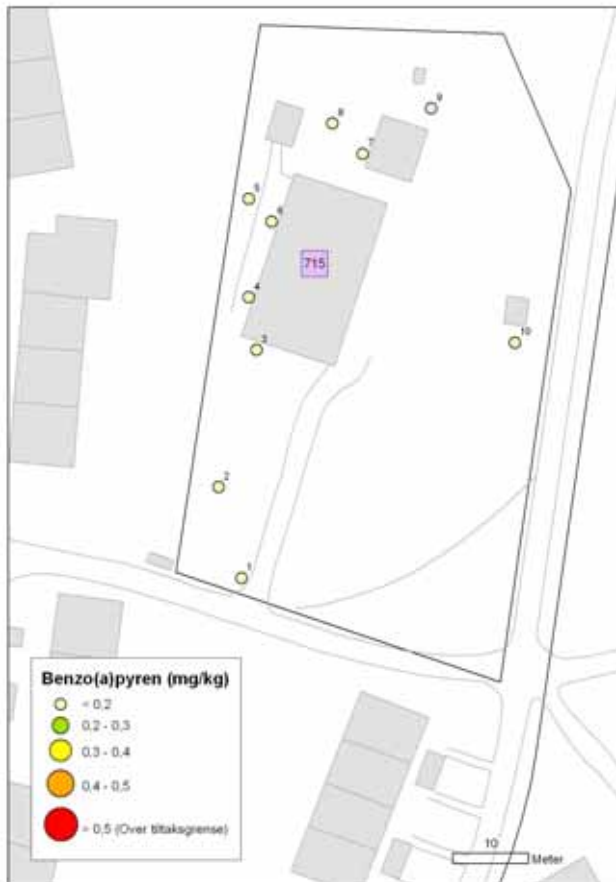 9
8
7
5
6
715
4
10
3
2
1
Benzo(a)pyren (mg/kg)
< 0,2
0,2 - 0,3
0,3 - 0,4
0,4 - 0,5
> 0,5 (Over tiltaksgrense)
10
Meter